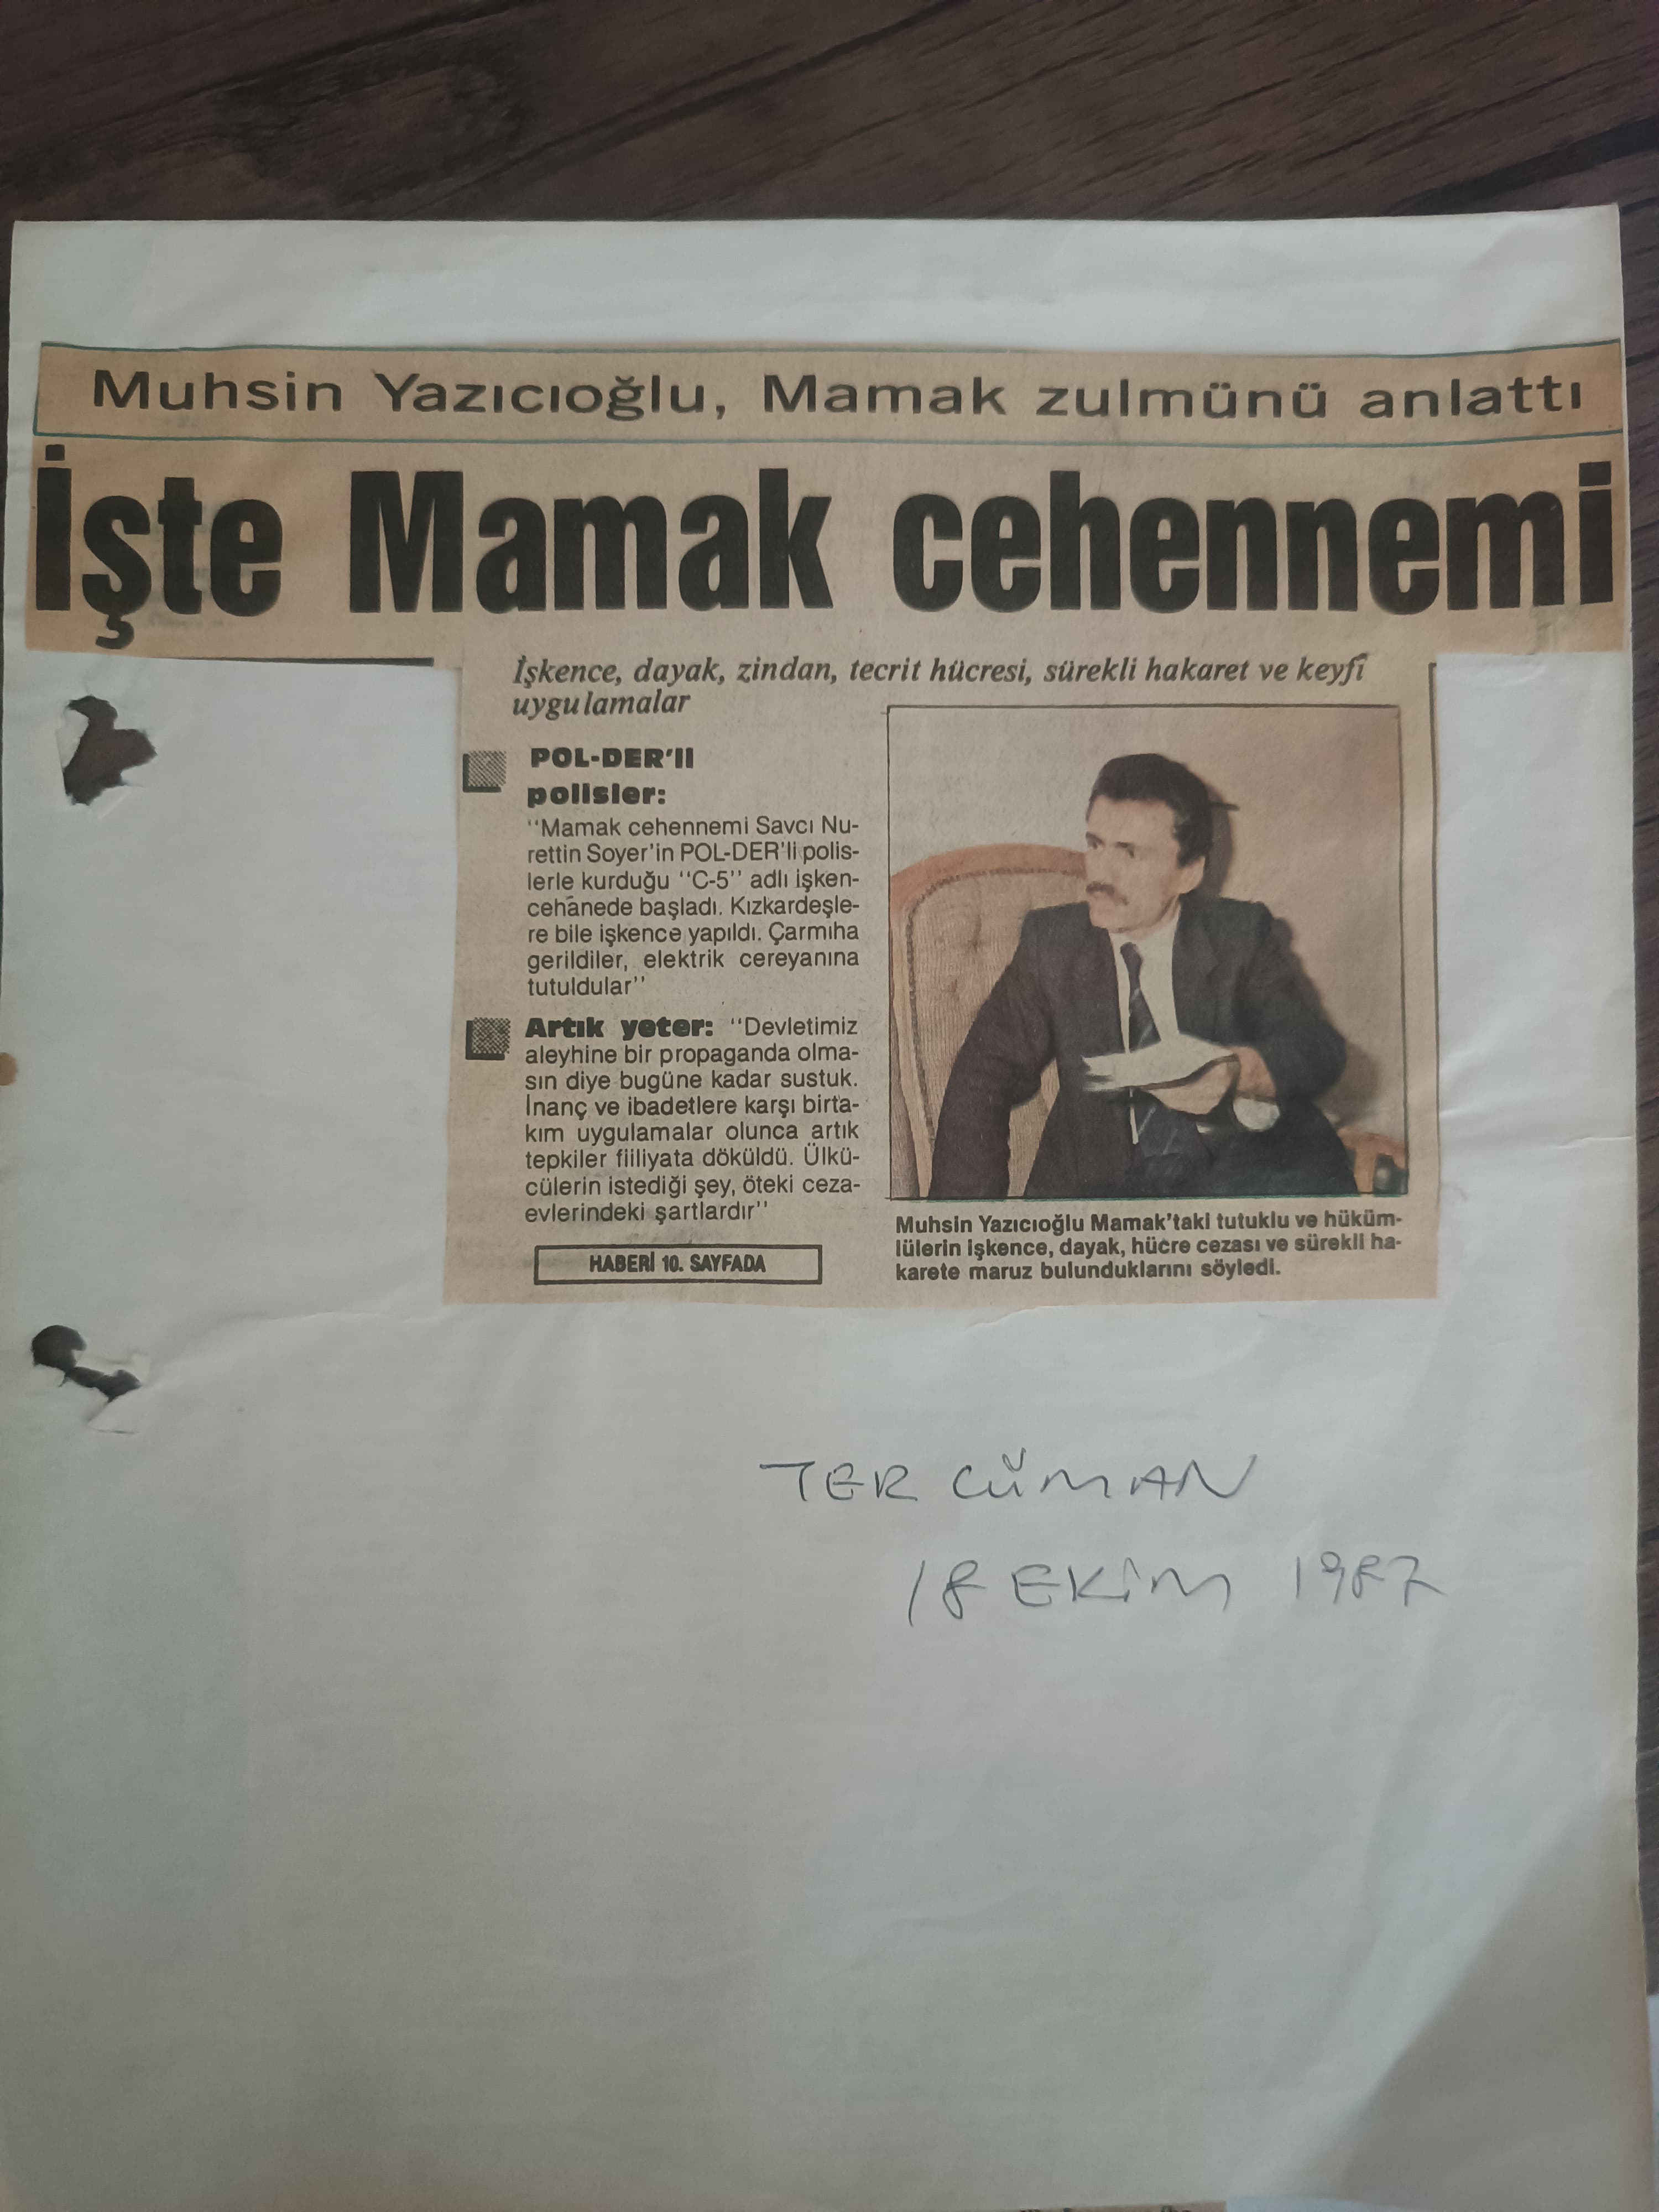 Muhsin Yazıcıoğlu, Mamak zulmünü anlattı
İşte Mamak cehennemi
İşkence, dayak, zindan, tecrit hücresi, sürekli hakaret ve keyfî
uygulamalar
POL-DER'li
polisler:
''Mamak cehennemi Savcı Nu-
rettin Soyer'in POL-DER'li polis-
lerle kurduğu ''C-5'' adlı işken-
cehânede başladı. Kızkardeşle-
re bile işkence yapıldı. Çarmıha
gerildiler, elektrik cereyanına
tutuldular''
Artık yeter: ''Devletimiz
aleyhine bir propaganda olma-
sın diye bugüne kadar sustuk.
İnanç ve ibadetlere karşı birta-
kım uygulamalar olunca artık
tepkiler fiiliyata döküldü. Ülkü-
cülerin istediği şey, öteki ceza-
evlerindeki şartlardır''
HABERİ 10. SAYFADA
Muhsin Yazıcıoğlu Mamak'taki tutuklu ve hüküm-
lülerin işkence, dayak, hücre cezası ve sürekli ha-
karete maruz bulunduklarını söyledi.
TERCÜMAN
18 EKİM 1987